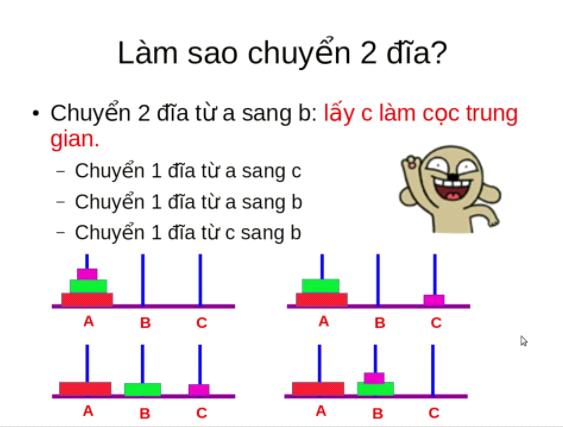 Làm sao chuyển 2 đĩa?
• Chuyển 2 đĩa từ a sang b: lấy c làm cọc trung
gian.
– Chuyển 1 đĩa từ a sang c
– Chuyển 1 đĩa từ a sang b
– Chuyển 1 đĩa từ c sang b
A B C
A B C
A B C
A B C